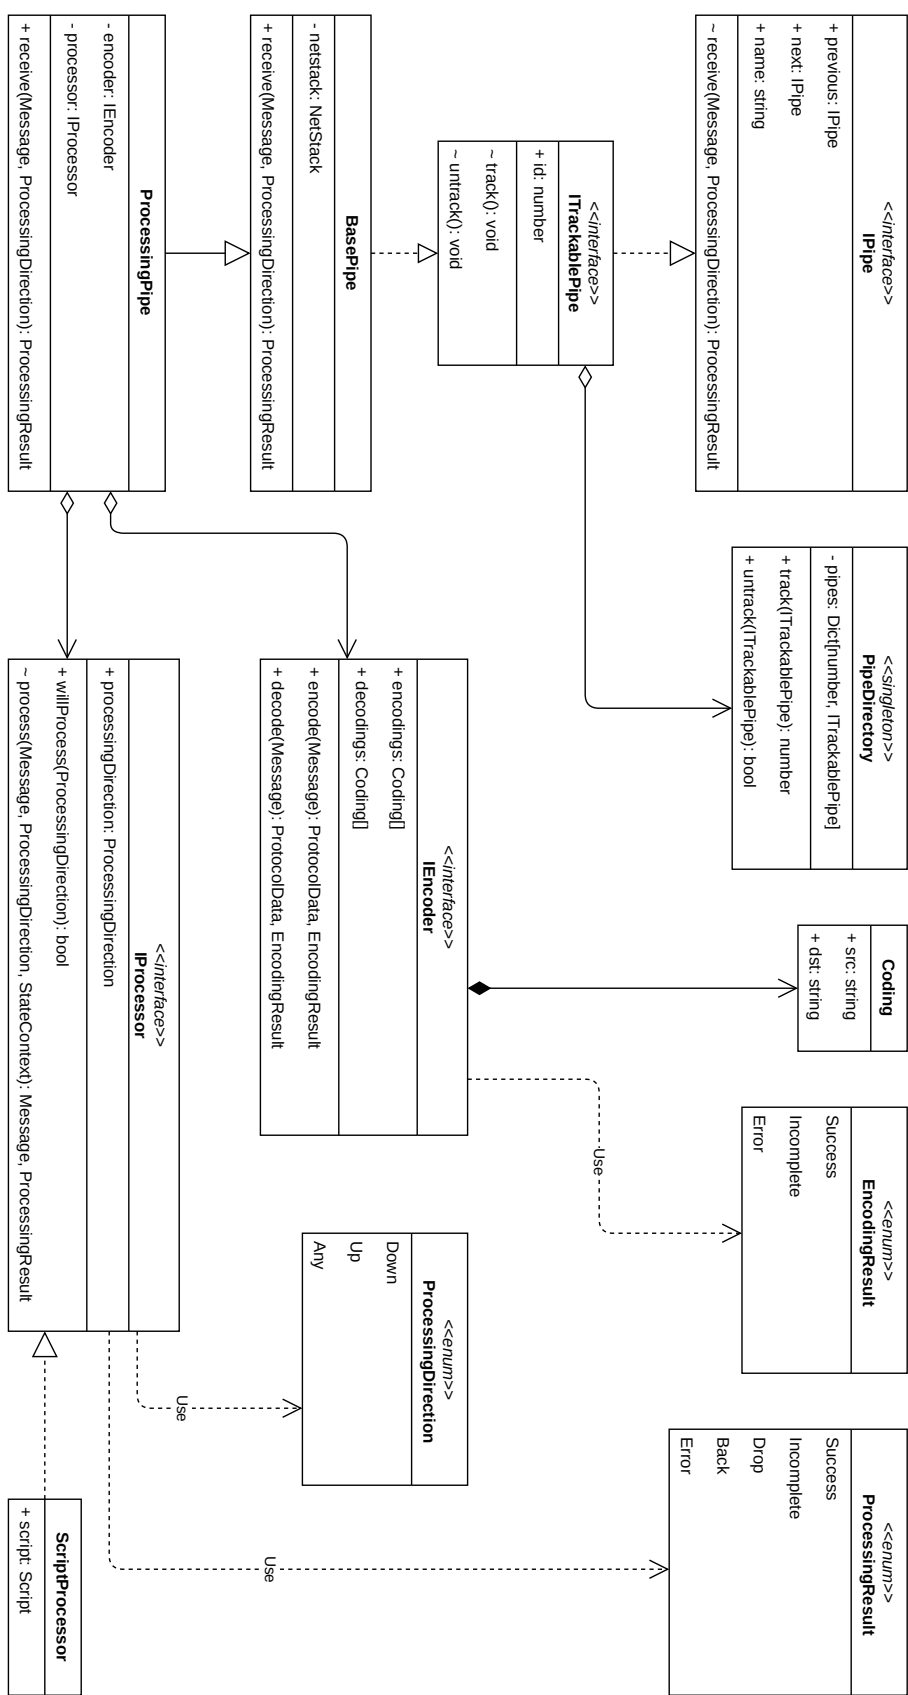 <<interface>>
IPipe
+ previous: IPipe
+ next: IPipe
+ name: string
~ receive(Message, ProcessingDirection): ProcessingResult
<<singleton>>
PipeDirectory
- pipes: Dict[number, ITrackablePipe]
+ track(ITrackablePipe): number
+ untrack(ITrackablePipe): bool
Coding
+ src: string
+ dst: string
<<enum>>
EncodingResult
Success
Incomplete
Error
<<enum>>
ProcessingResult
Success
Incomplete
Drop
Back
Error
<<interface>>
ITrackablePipe
+ id: number
~ track(): void
~ untrack(): void
Use
BasePipe
- netstack: NetStack
+ receive(Message, ProcessingDirection): ProcessingResult
<<interface>>
IEncoder
+ encodings: Coding[]
+ decodings: Coding[]
+ encode(Message): ProtocolData, EncodingResult
+ decode(Message): ProtocolData, EncodingResult
<<enum>>
ProcessingDirection
Down
Up
Any
Use
Use
ProcessingPipe
- encoder: IEncoder
- processor: IProcessor
+ receive(Message, ProcessingDirection): ProcessingResult
<<interface>>
IProcessor
+ processingDirection: ProcessingDirection
+ willProcess(ProcessingDirection): bool
~ process(Message, ProcessingDirection, StateContext): Message, ProcessingResult
ScriptProcessor
+ script: Script